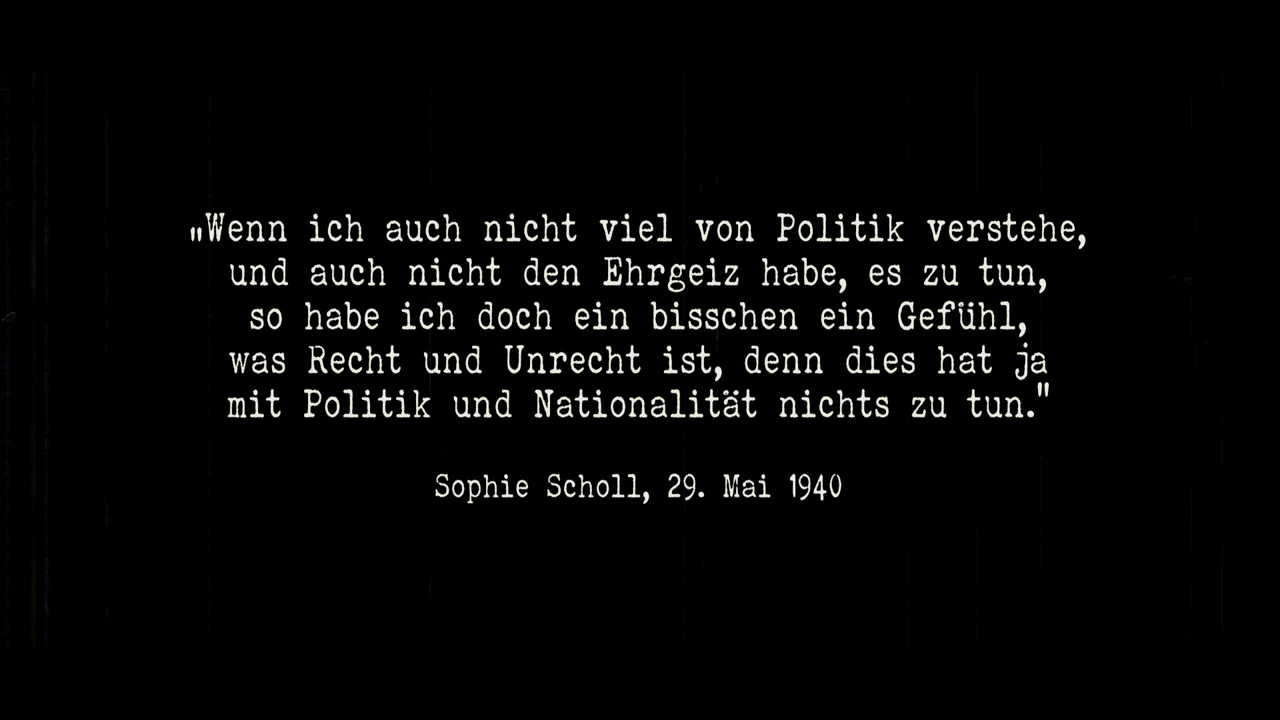 „Wenn ich auch nicht viel von Politik verstehe,
und auch nicht den Ehrgeiz habe, es zu tun,
so habe ich doch ein bisschen ein Gefühl,
was Recht und Unrecht ist, denn dies hat ja
mit Politik und Nationalität nichts zu tun."
Sophie Scholl, 29. Mai 1940